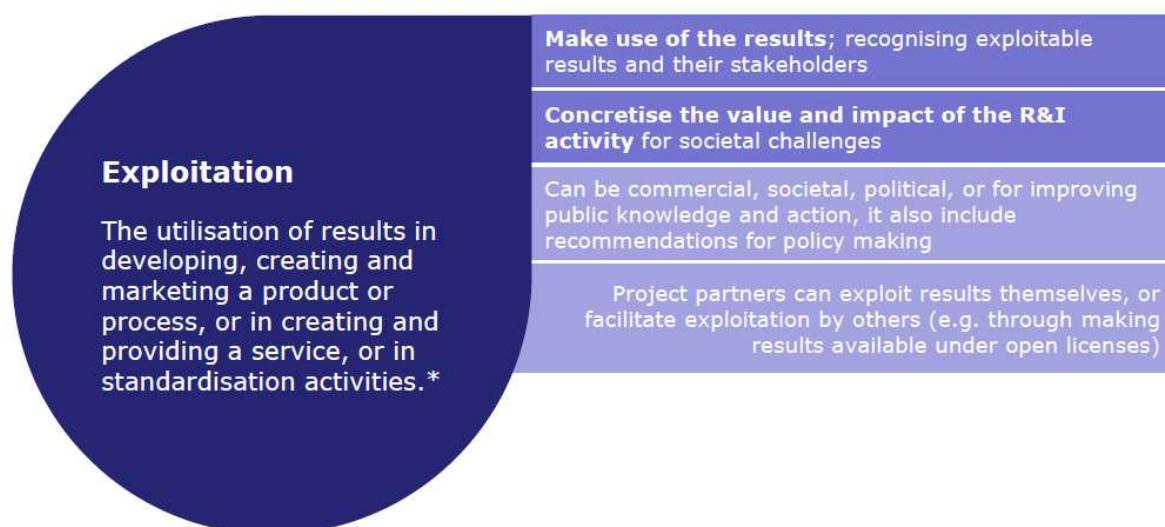 Exploitation
The utilisation of results in
developing, creating and
marketing a product or
process, or in creating and
providing a service, or in
standardisation activities.*
Make use of the results; recognising exploitable
results and their stakeholders
Concretise the value and impact of the R&I
activity for societal challenges
Can be commercial, societal, political, or for improving
public knowledge and action, it also include
recommendations for policy making
Project partners can exploit results themselves, or
facilitate exploitation by others (e.g. through making
results available under open licenses)